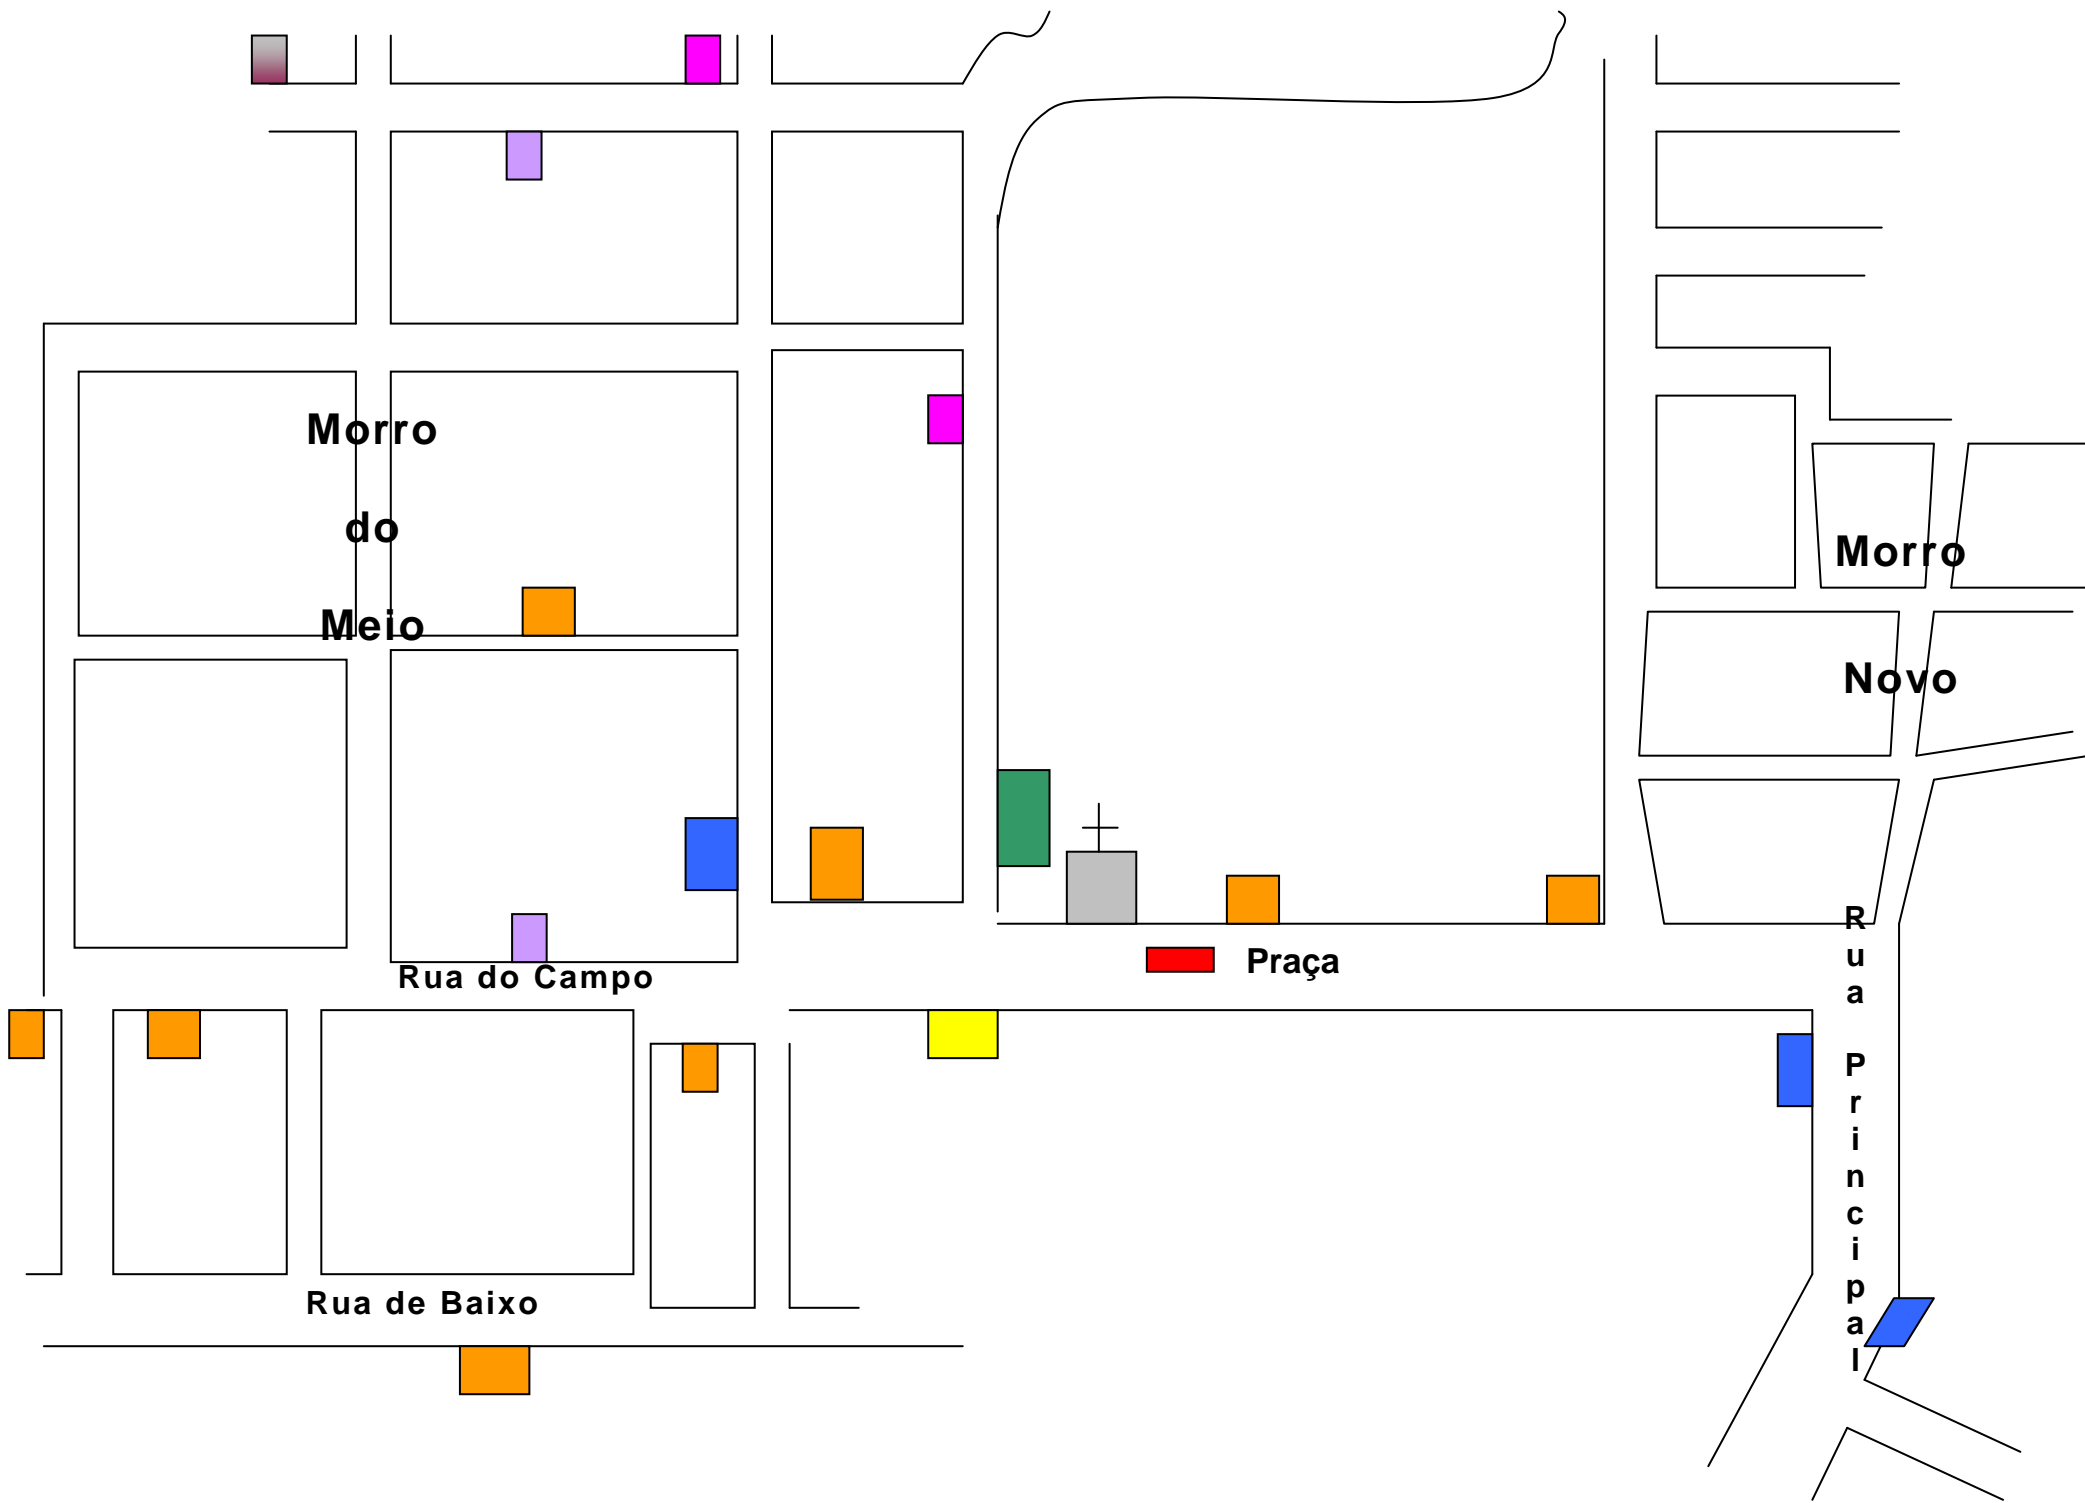 Morro
do
Meio
Morro
Novo
Praça
Rua do Campo
Rua Principal
Rua de Baixo